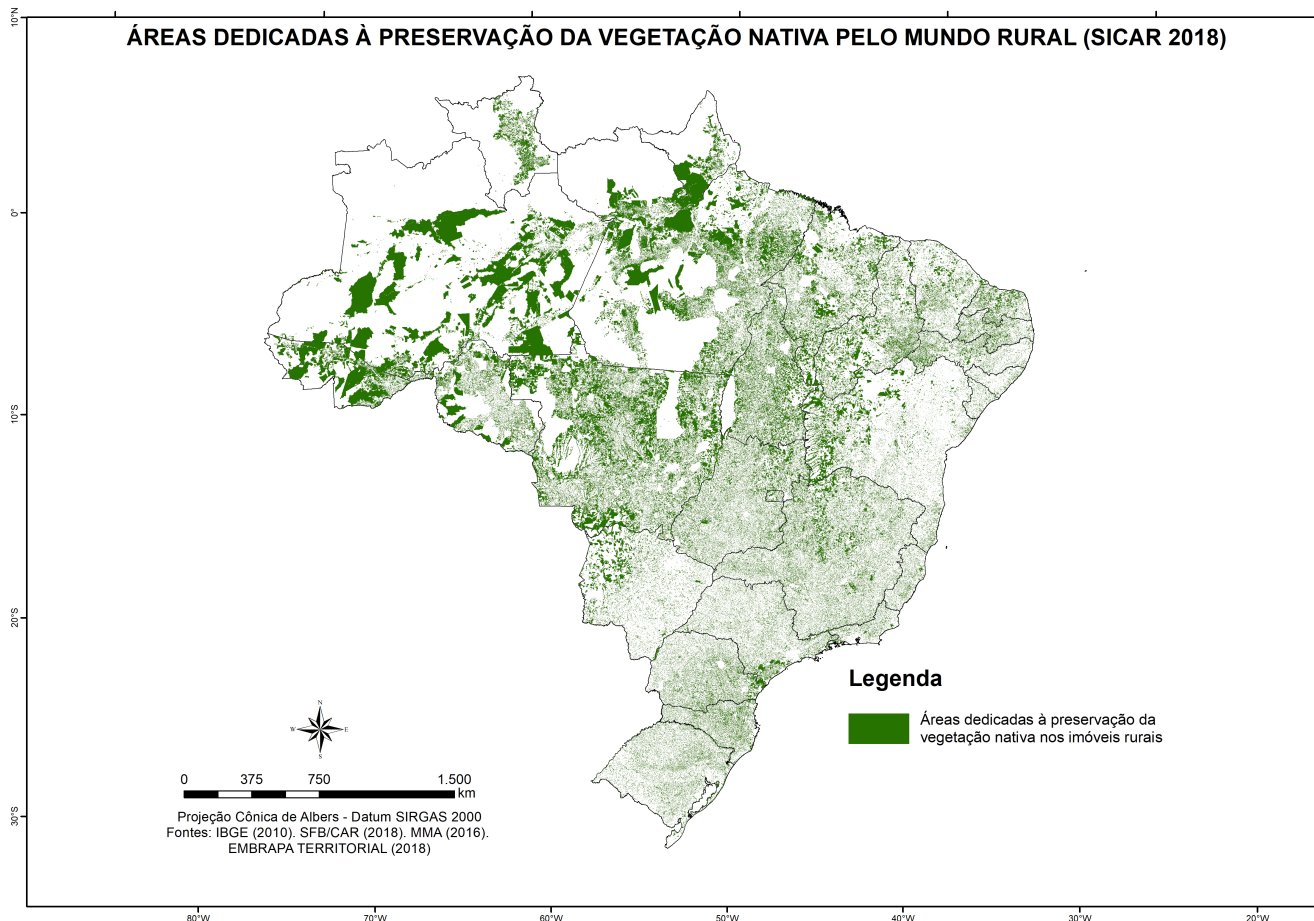 ÁREAS DEDICADAS À PRESERVAÇÃO DA VEGETAÇÃO NATIVA PELO MUNDO RURAL (SICAR 2018)
10°N
0°
10°S
20°S
30°S
Legenda
Áreas dedicadas à preservação da
vegetação nativa nos imóveis rurais
N
W E
S
0 375 750 1.500
km
Projeção Cônica de Albers - Datum SIRGAS 2000
Fontes: IBGE (2010). SFB/CAR (2018). MMA (2016).
EMBRAPA TERRITORIAL (2018)
80°W 70°W 60°W 50°W 40°W 30°W 20°W